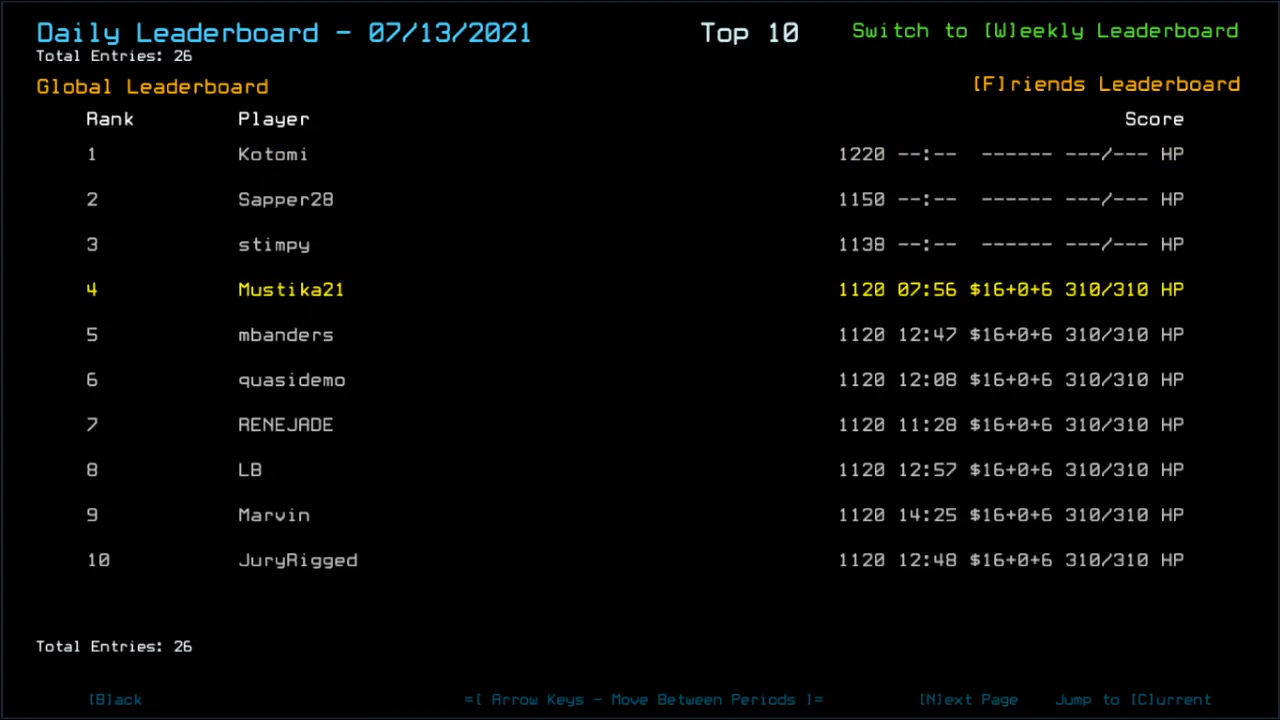 Daily Leaderboard - 07/13/2021 Top 10 Switch to [W]eekly Leaderboard
Total Entries: 26
Global Leaderboard [F]riends Leaderboard
Rank Player Score
1 Kotomi 1220 --:-- ------ ---/--- HP
2 Sapper28 1150 --:-- ------ ---/--- HP
3 stimpy 1138 --:-- ------ ---/--- HP
4 Mustika21 1120 07:56 $16+0+6 310/310 HP
5 mbanders 1120 12:47 $16+0+6 310/310 HP
6 quasidemo 1120 12:08 $16+0+6 310/310 HP
7 RENEJADE 1120 11:28 $16+0+6 310/310 HP
8 LB 1120 12:57 $16+0+6 310/310 HP
9 Marvin 1120 14:25 $16+0+6 310/310 HP
10 JuryRigged 1120 12:48 $16+0+6 310/310 HP
Total Entries: 26
[B]ack =[ Arrow Keys - Move Between Periods ]= [N]ext Page Jump to [C]urrent